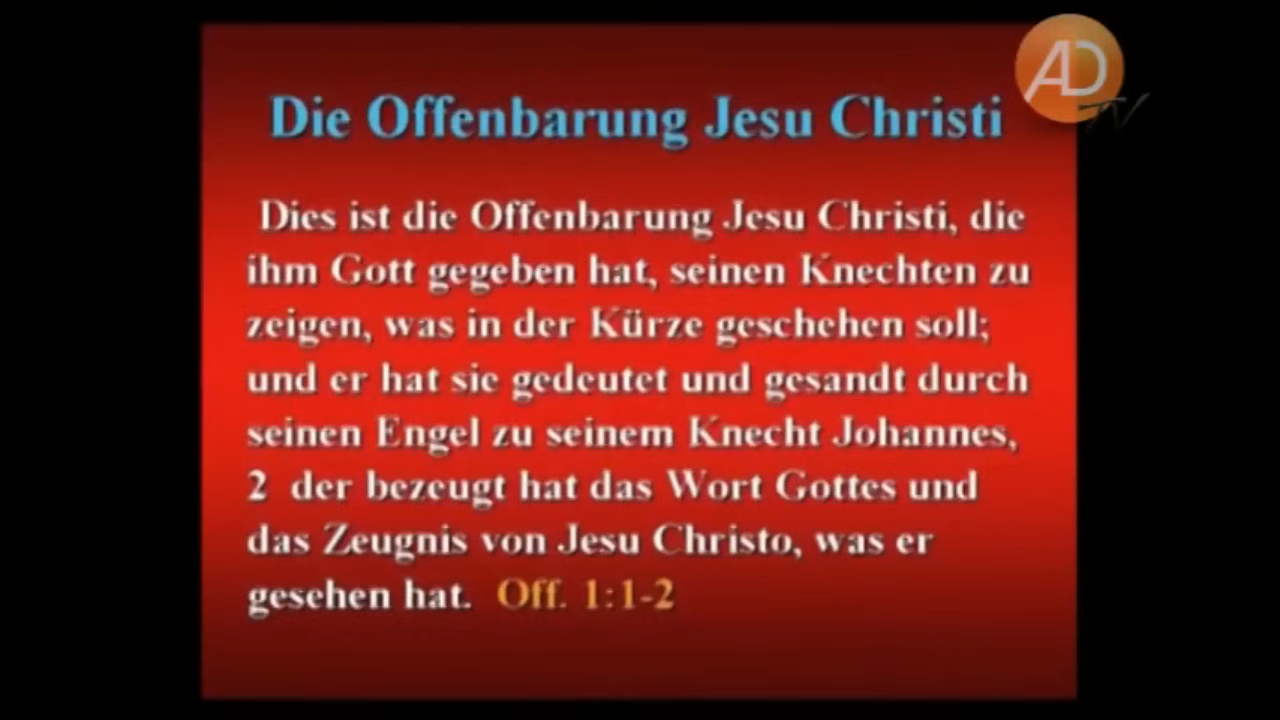 AD
TV
Die Offenbarung Jesu Christi
Dies ist die Offenbarung Jesu Christi, die
ihm Gott gegeben hat, seinen Knechten zu
zeigen, was in der Kürze geschehen soll;
und er hat sie gedeutet und gesandt durch
seinen Engel zu seinem Knecht Johannes,
2 der bezeugt hat das Wort Gottes und
das Zeugnis von Jesu Christo, was er
gesehen hat. Off. 1:1-2